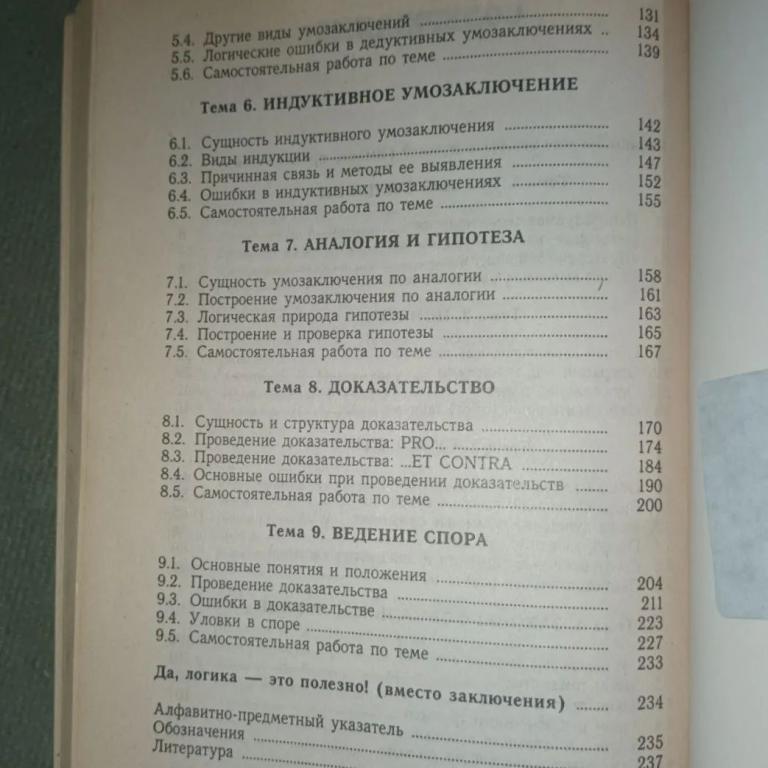 5.4. Другие виды умозаключений ........ 131
5.5. Логические ошибки в дедуктивных умозаключениях .. 134
5.6. Самостоятельная работа по теме ........ 139
Тема 6. ИНДУКТИВНОЕ УМОЗАКЛЮЧЕНИЕ
6.1. Сущность индуктивного умозаключения ........ 142
6.2. Виды индукции ........ 143
6.3. Причинная связь и методы ее выявления ........ 147
6.4. Ошибки в индуктивных умозаключениях ........ 152
6.5. Самостоятельная работа по теме ........ 155
Тема 7. АНАЛОГИЯ И ГИПОТЕЗА
7.1. Сущность умозаключения по аналогии ........ 158
7.2. Построение умозаключения по аналогии ........ 161
7.3. Логическая природа гипотезы ........ 163
7.4. Построение и проверка гипотезы ........ 165
7.5. Самостоятельная работа по теме ........ 167
Тема 8. ДОКАЗАТЕЛЬСТВО
8.1. Сущность и структура доказательства ........ 170
8.2. Проведение доказательства: PRO... ........ 174
8.3. Проведение доказательства: ...ET CONTRA ........ 184
8.4. Основные ошибки при проведении доказательств ........ 190
8.5. Самостоятельная работа по теме ........ 200
Тема 9. ВЕДЕНИЕ СПОРА
9.1. Основные понятия и положения ........ 204
9.2. Проведение доказательства ........ 211
9.3. Ошибки в доказательстве ........ 223
9.4. Уловки в споре ........ 227
9.5. Самостоятельная работа по теме ........ 233
Да, логика — это полезно! (вместо заключения) ........ 234
Алфавитно-предметный указатель ........ 235
Обозначения ........ 237
Литература ........